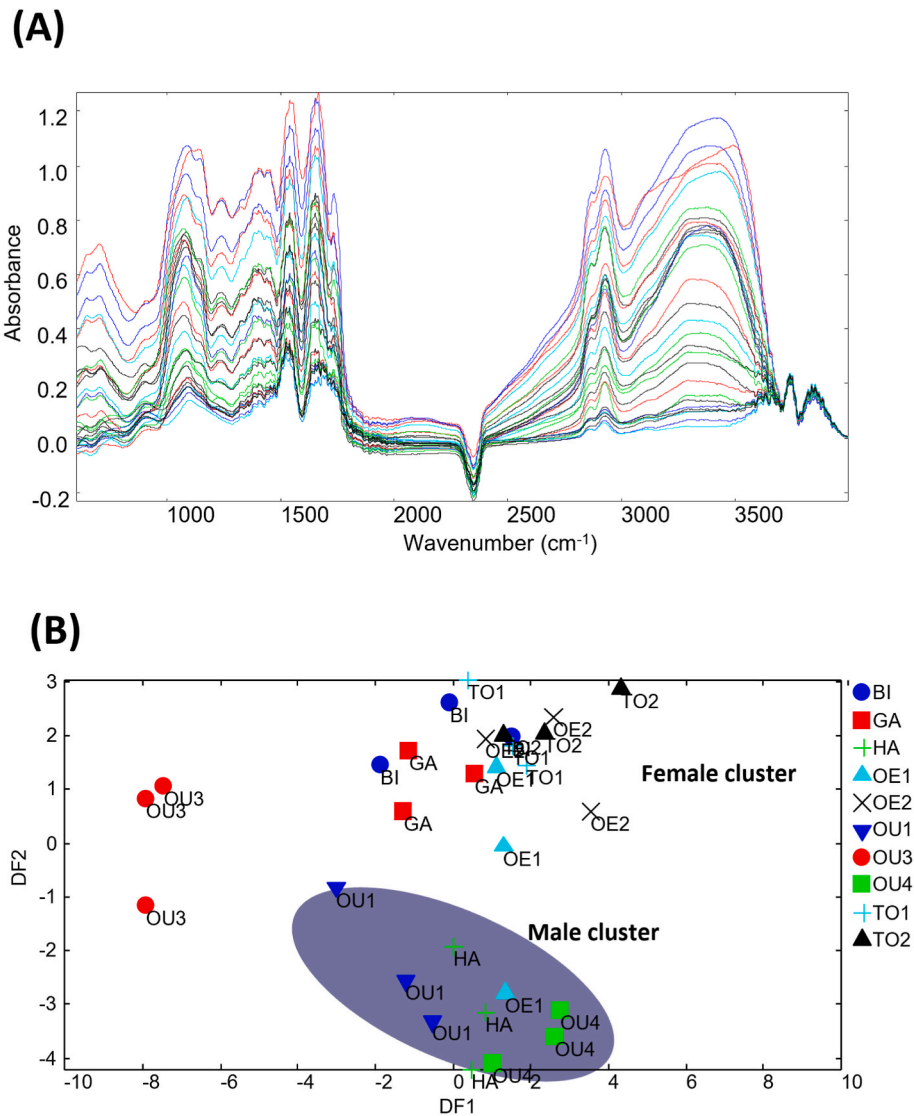 (A)
1.2
1.0
0.8
0.6
0.4
0.2
0.0
-0.2
Absorbance
1000 1500 2000 2500 3000 3500
Wavenumber (cm-1)
(B)
3
2
1
0
-1
-2
-3
-4
DF2
TO1
BI
TO2
OE2
TO2
TO1
GA
BI
OE1
TO1
GA
Female cluster
OU3
OU3
GA
OE2
OE1
OU3
OU1
Male cluster
HA
OU1
OE1
HA
OU4
OU1
OU4
HA
OU4
-10 -8 -6 -4 -2 0 2 4 6 8 10
DF1
BI
GA
HA
OE1
OE2
OU1
OU3
OU4
TO1
TO2